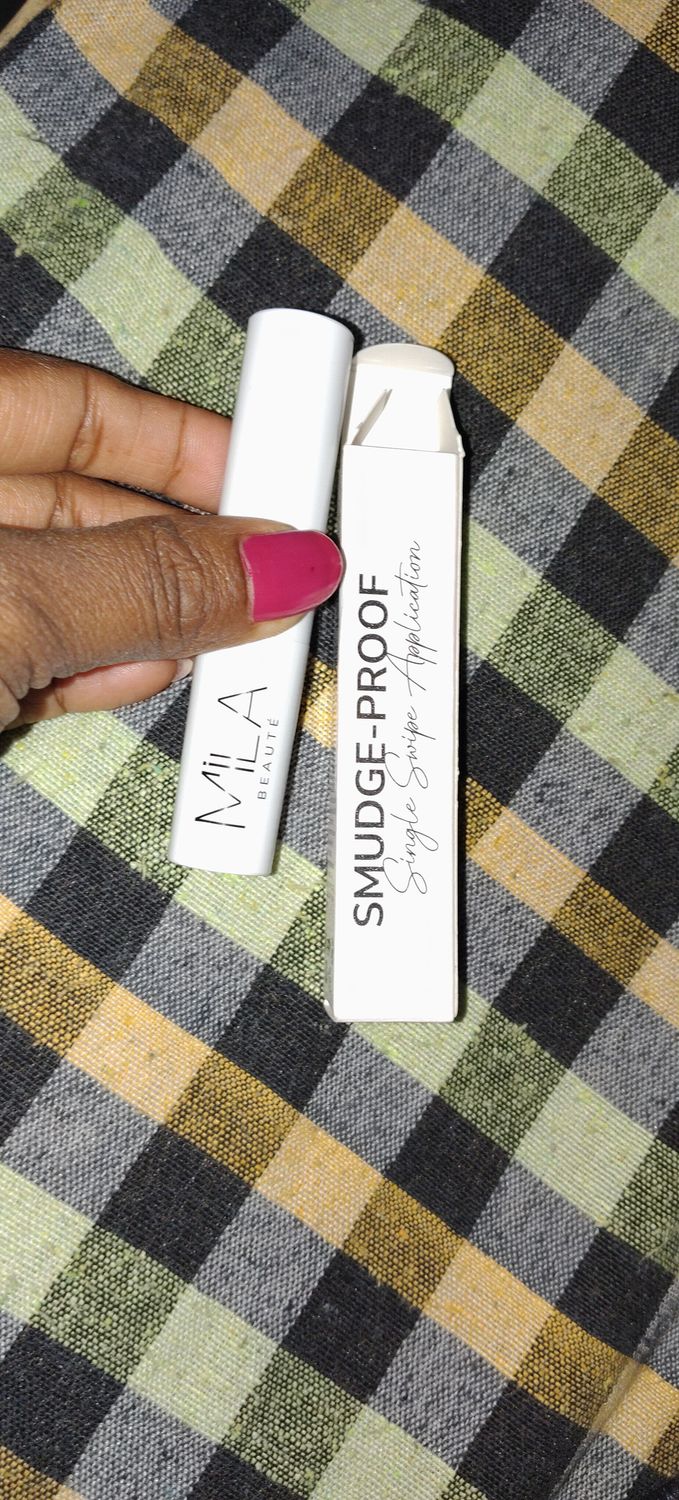 MiLA
BEAUTÉ
SMUDGE-PROOF
Single Swipe Application